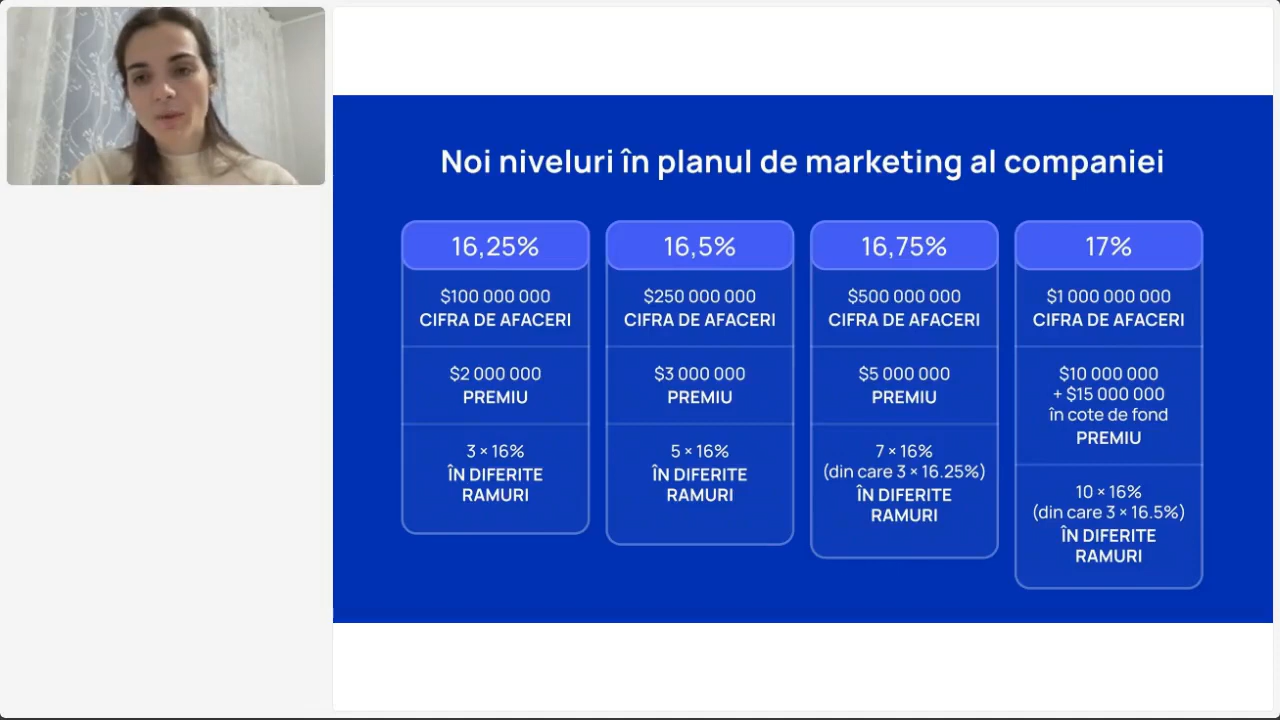 Noi niveluri în planul de marketing al companiei
16,25%
$100 000 000
CIFRA DE AFACERI
$2 000 000
PREMIU
3 × 16%
ÎN DIFERITE
RAMURI
16,5%
$250 000 000
CIFRA DE AFACERI
$3 000 000
PREMIU
5 × 16%
ÎN DIFERITE
RAMURI
16,75%
$500 000 000
CIFRA DE AFACERI
$5 000 000
PREMIU
7 × 16%
(din care 3 × 16.25%)
ÎN DIFERITE
RAMURI
17%
$1 000 000 000
CIFRA DE AFACERI
$10 000 000
+ $15 000 000
în cote de fond
PREMIU
10 × 16%
(din care 3 × 16.5%)
ÎN DIFERITE
RAMURI